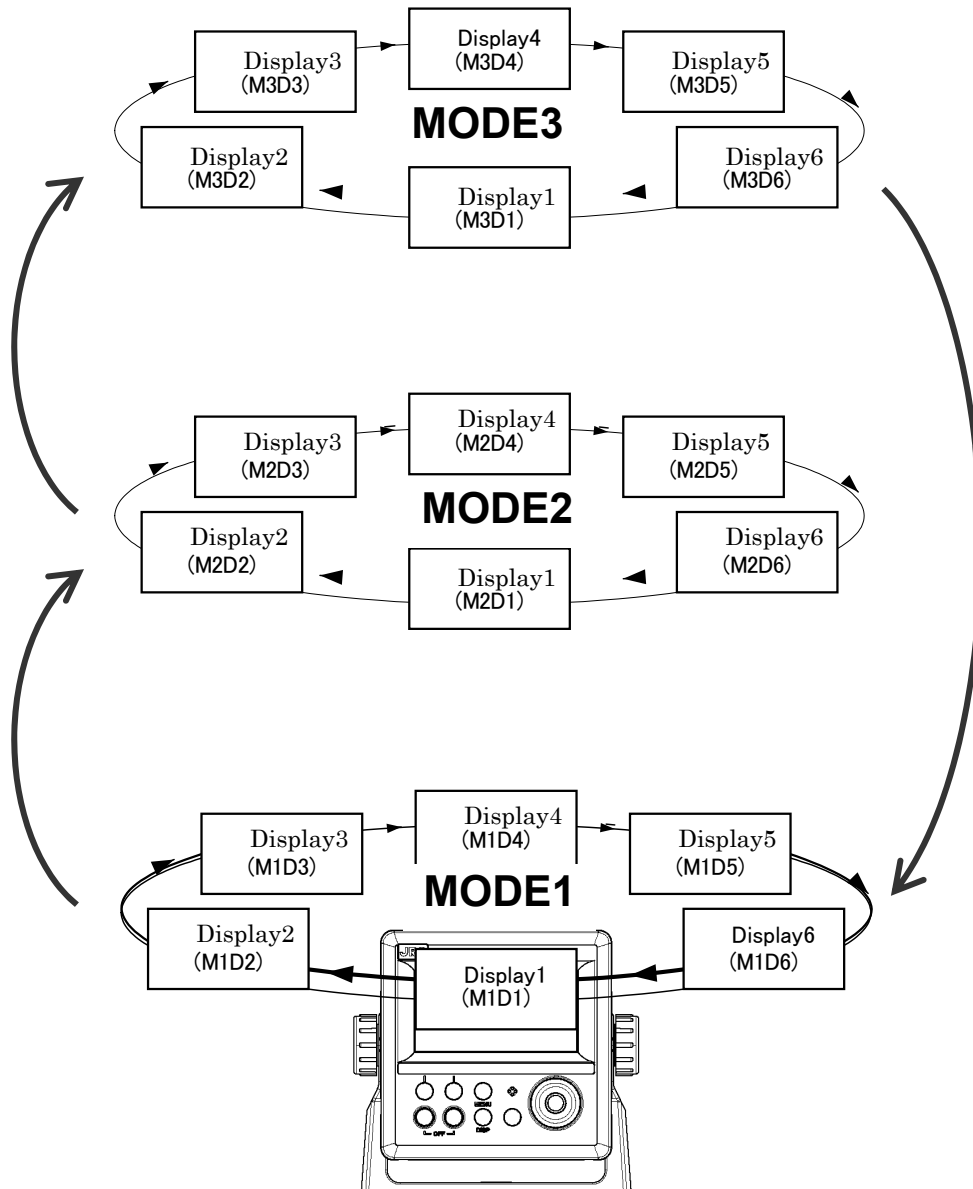 Display4
(M3D4)
Display3
(M3D3)
Display5
(M3D5)
MODE3
Display2
(M3D2)
Display6
(M3D6)
Display1
(M3D1)
Display4
(M2D4)
Display3
(M2D3)
Display5
(M2D5)
MODE2
Display2
(M2D2)
Display6
(M2D6)
Display1
(M2D1)
Display4
(M1D4)
Display3
(M1D3)
Display5
(M1D5)
MODE1
Display2
(M1D2)
Display6
(M1D6)
Display1
(M1D1)
MENU
DISP
OFF